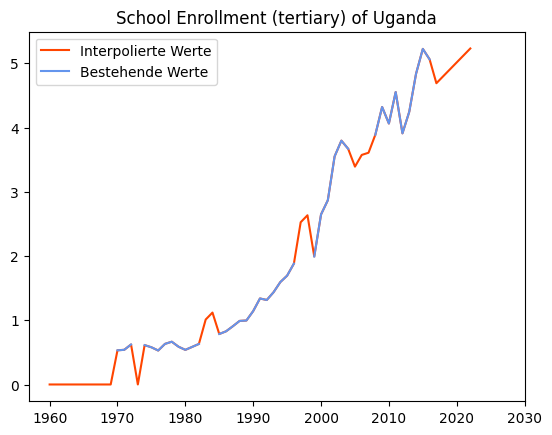 School Enrollment (tertiary) of Uganda
Interpolierte Werte
Bestehende Werte
5
4
3
2
1
0
1960 1970 1980 1990 2000 2010 2020 2030